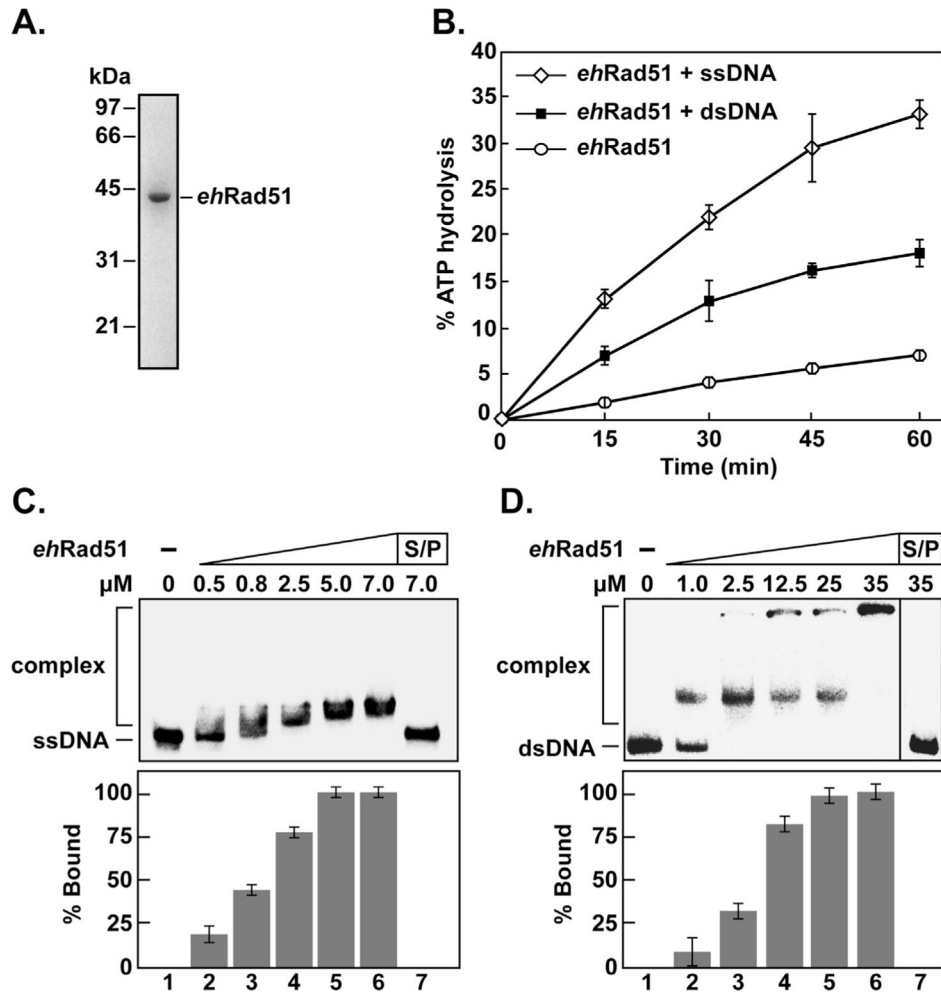 A.
kDa
97
66
45
ehRad51
31
21
B.
40
35
30
25
20
15
10
5
0
ehRad51 + ssDNA
ehRad51 + dsDNA
ehRad51
% ATP hydrolysis
0 15 30 45 60
Time (min)
C.
ehRad51 – S/P
µM 0 0.5 0.8 2.5 5.0 7.0 7.0
complex
ssDNA
100
75
50
25
0
% Bound
1 2 3 4 5 6 7
D.
ehRad51 – S/P
µM 0 1.0 2.5 12.5 25 35 35
complex
dsDNA
100
75
50
25
0
% Bound
1 2 3 4 5 6 7